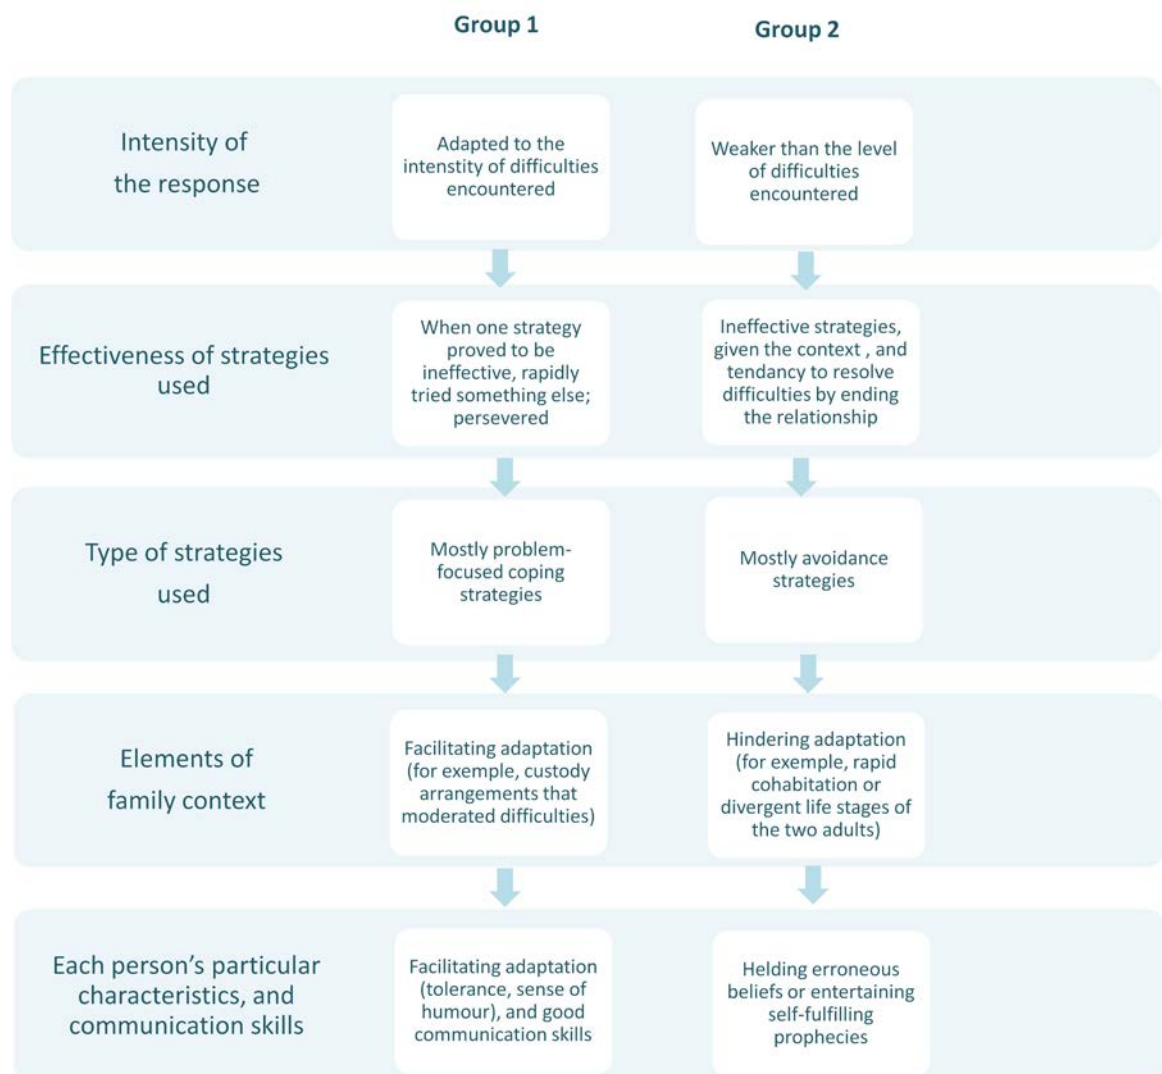 Group 1
Group 2
Intensity of
the response
Adapted to the
intenstity of difficulties
encountered
Weaker than the level
of difficulties
encountered
Effectiveness of strategies
used
When one strategy
proved to be
ineffective, rapidly
tried something else;
persevered
Ineffective strategies,
given the context , and
tendancy to resolve
difficulties by ending
the relationship
Type of strategies
used
Mostly problem-
focused coping
strategies
Mostly avoidance
strategies
Elements of
family context
Facilitating adaptation
(for exemple, custody
arrangements that
moderated difficulties)
Hindering adaptation
(for exemple, rapid
cohabitation or
divergent life stages of
the two adults)
Each person's particular
characteristics, and
communication skills
Facilitating adaptation
(tolerance, sense of
humour), and good
communication skills
Helding erroneous
beliefs or entertaining
self-fulfilling
prophecies